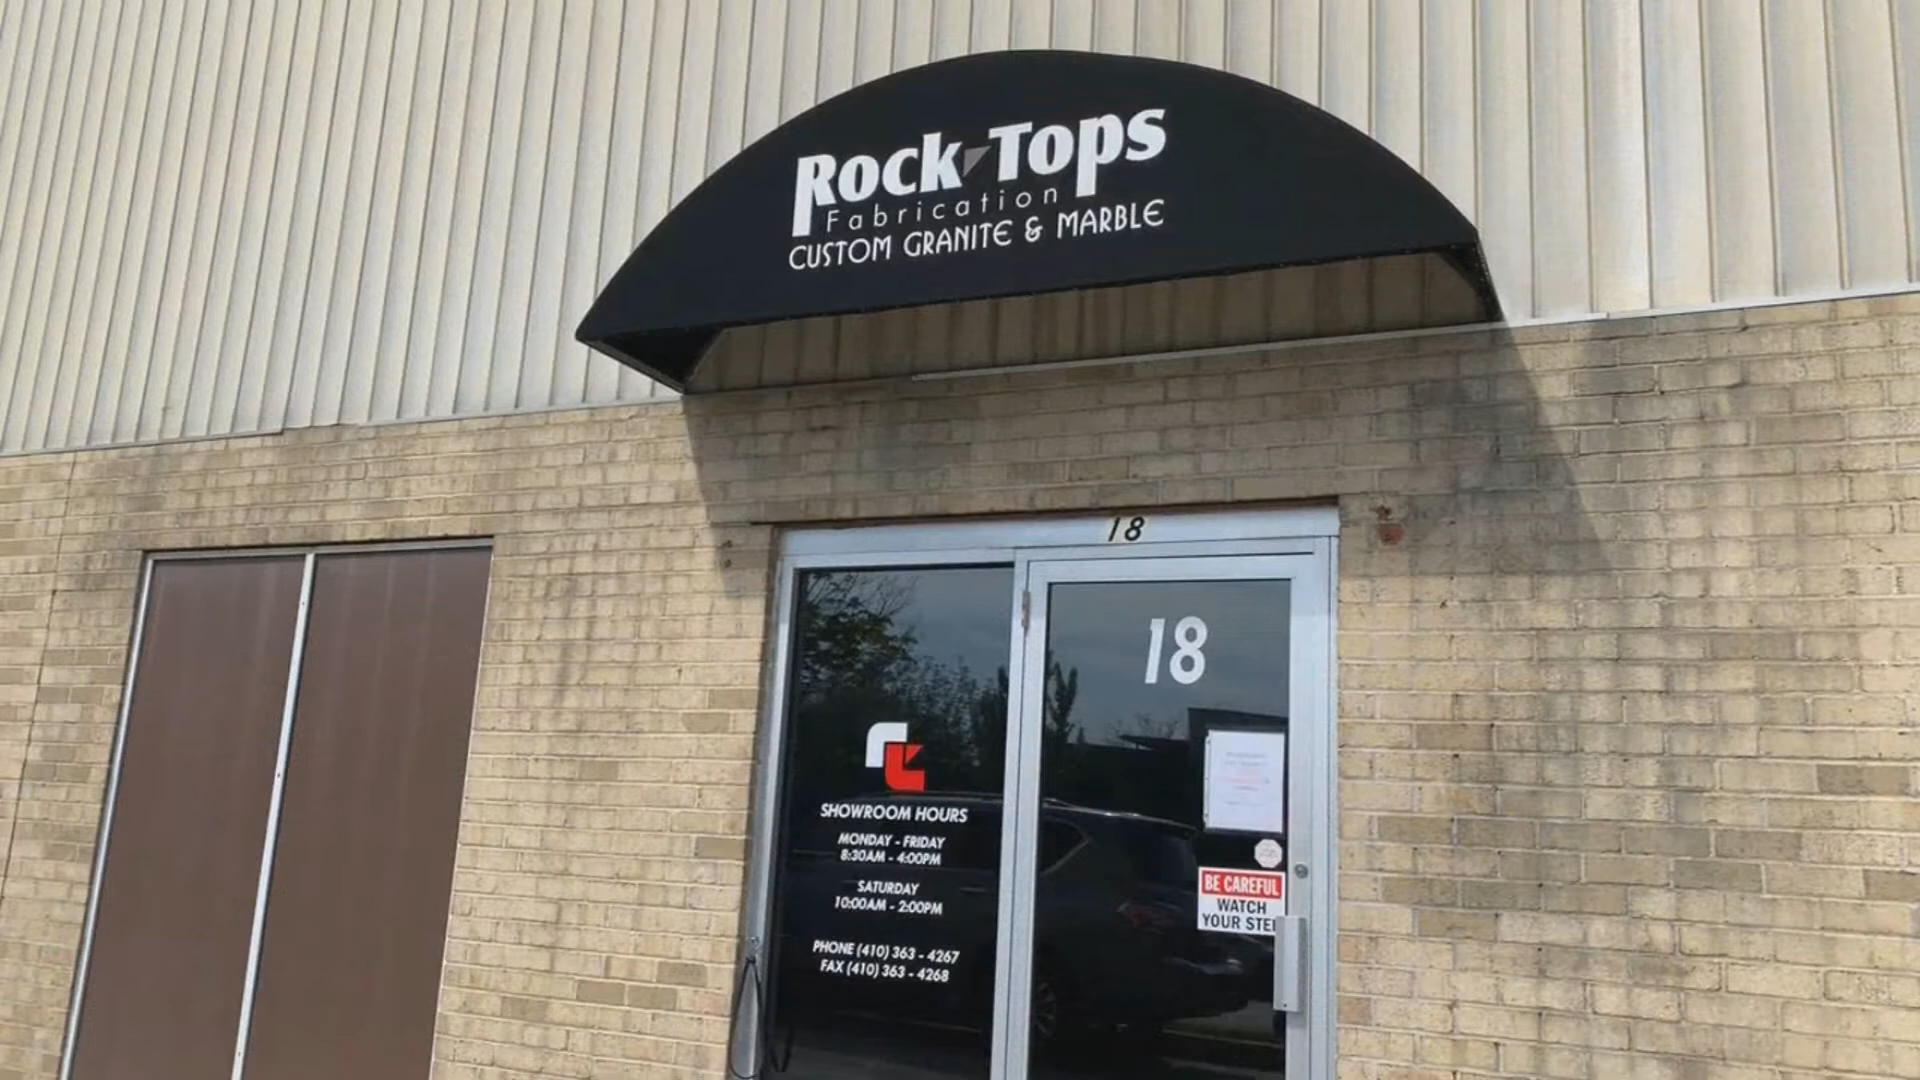 Rock Tops
Fabrication
CUSTOM GRANITE & MARBLE
18
18
SHOWROOM HOURS
MONDAY - FRIDAY
8:30AM - 4:00PM
SATURDAY
10:00AM - 2:00PM
PHONE (410) 363 - 4267
FAX (410) 363 - 4268
BE CAREFUL
WATCH
YOUR STE